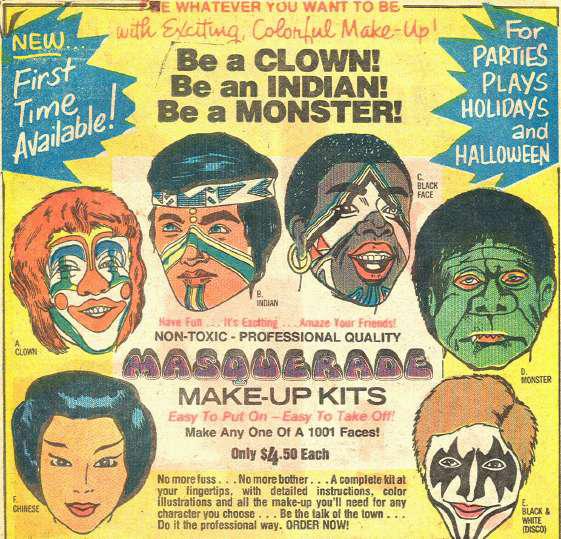 BE WHATEVER YOU WANT TO BE
with Exciting, Colorful Make-Up!
NEW...
First
Time
Available!
Be a CLOWN!
Be an INDIAN!
Be a MONSTER!
For
PARTIES
PLAYS
HOLIDAYS
and
HALLOWEEN
A.
CLOWN
B.
INDIAN
C.
BLACK
FACE
D.
MONSTER
Have Fun ... It's Exciting ... Amaze Your Friends!
NON-TOXIC - PROFESSIONAL QUALITY
MASQUERADE
MAKE-UP KITS
Easy To Put On – Easy To Take Off!
Make Any One Of A 1001 Faces!
Only $4.50 Each
No more fuss . . . No more bother . . . A complete kit at
your fingertips, with detailed instructions, color
illustrations and all the make-up you'll need for any
character you choose . . . Be the talk of the town . . .
Do it the professional way. ORDER NOW!
F.
CHINESE
E.
BLACK &
WHITE
(DISCO)